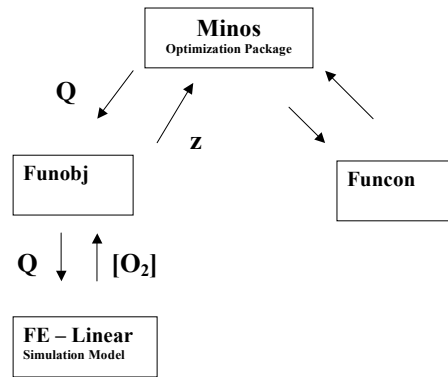 Minos
Optimization Package
Q
z
Funobj
Funcon
Q
[O₂]
FE – Linear
Simulation Model